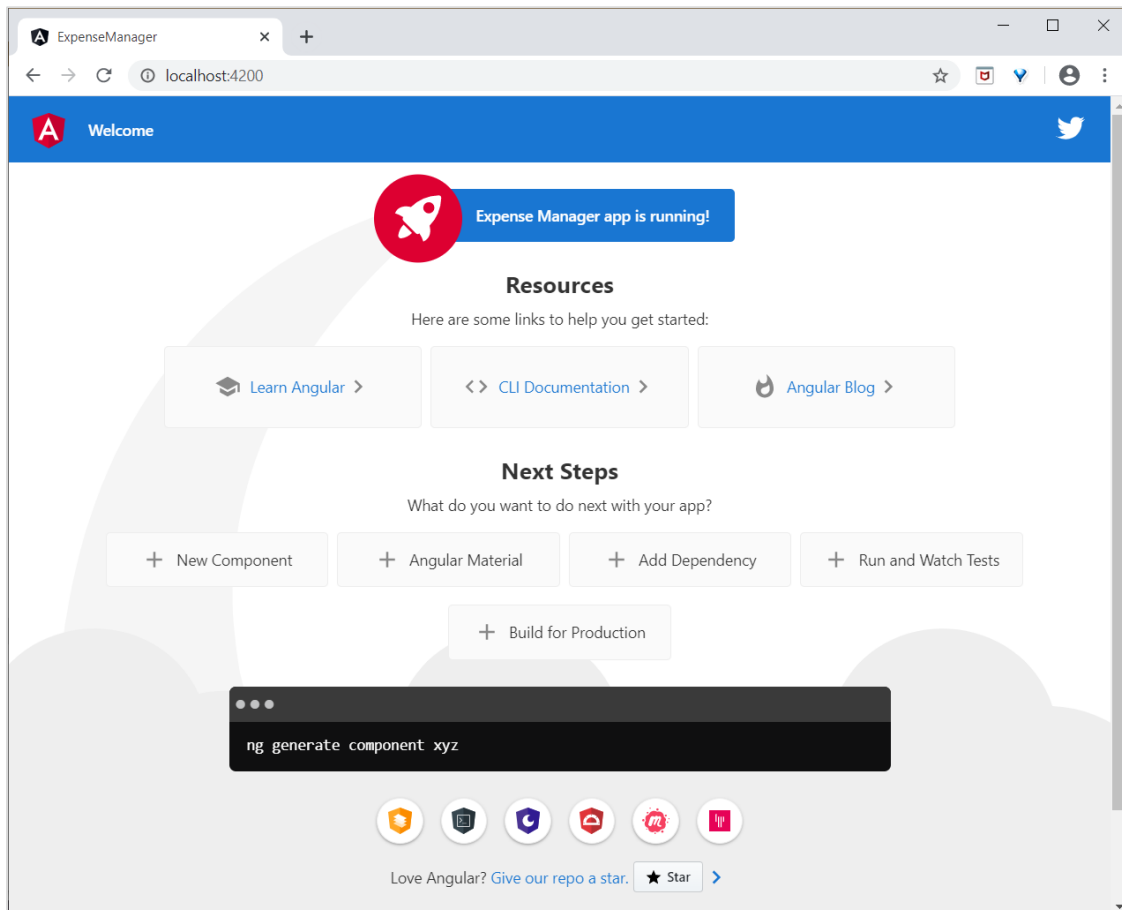 ExpenseManager
localhost:4200
Welcome
Expense Manager app is running!
Resources
Here are some links to help you get started:
Learn Angular
CLI Documentation
Angular Blog
Next Steps
What do you want to do next with your app?
New Component
Angular Material
Add Dependency
Run and Watch Tests
Build for Production
ng generate component xyz
Love Angular? Give our repo a star. Star